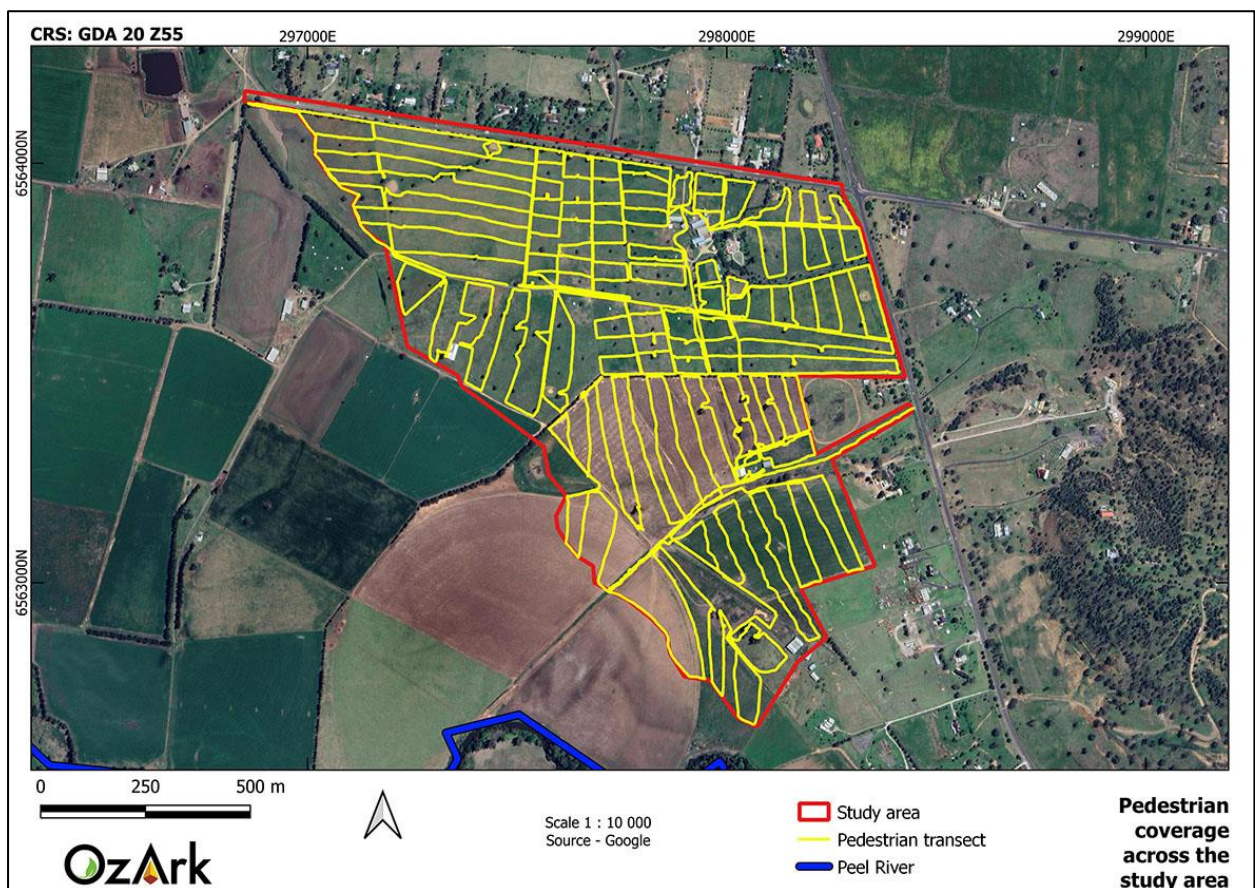 CRS: GDA 20 Z55
297000E
298000E
299000E
6564000N
6563000N
0 250 500 m
Scale 1 : 10 000
Source - Google
Study area
Pedestrian transect
Peel River
Pedestrian
coverage
across the
study area
OzArk